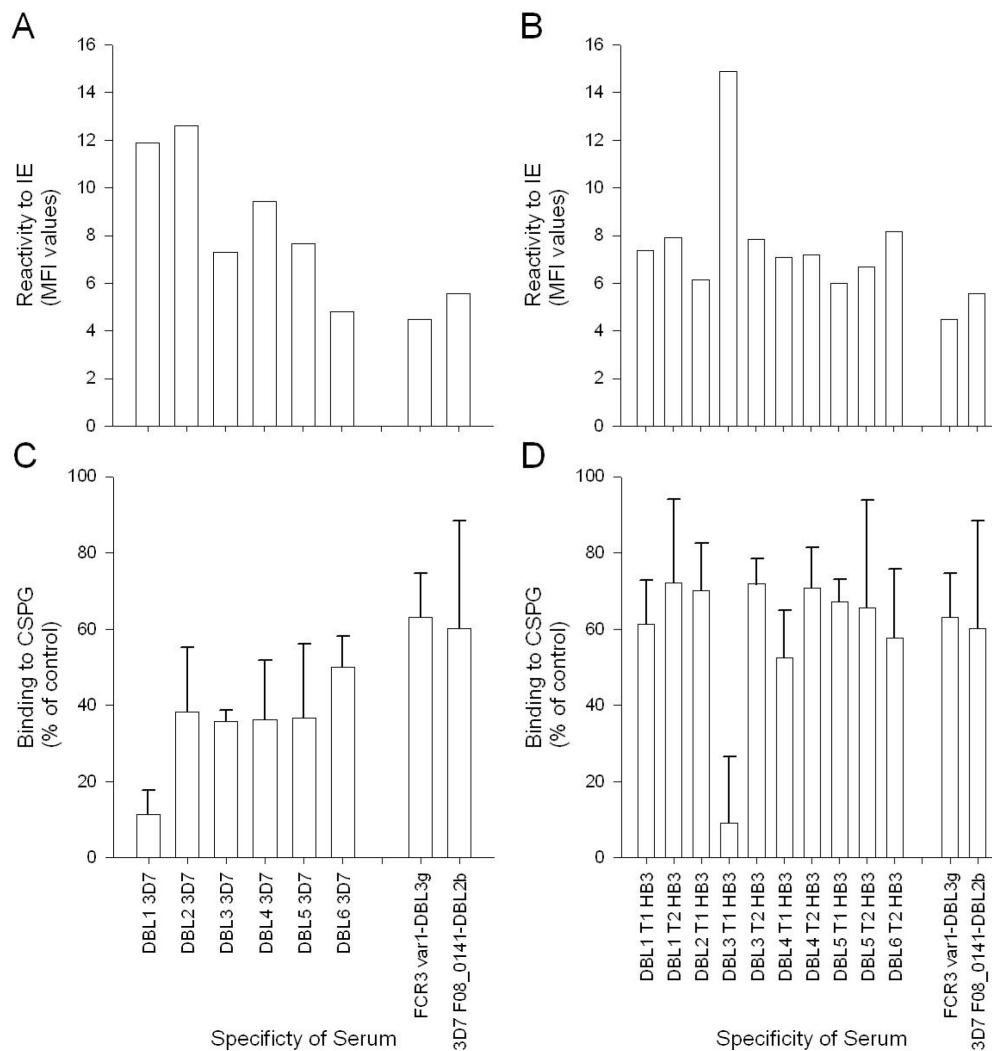 A
B
16
14
12
10
8
6
4
2
0
Reactivity to IE
(MFI values)
16
14
12
10
8
6
4
2
0
Reactivity to IE
(MFI values)
C
D
100
80
60
40
20
0
Binding to CSPG
(% of control)
100
80
60
40
20
0
Binding to CSPG
(% of control)
DBL1 3D7
DBL2 3D7
DBL3 3D7
DBL4 3D7
DBL5 3D7
DBL6 3D7
FCR3 var1-DBL3g
3D7 F08_0141-DBL2b
DBL1 T1 HB3
DBL1 T2 HB3
DBL2 T1 HB3
DBL3 T1 HB3
DBL3 T2 HB3
DBL4 T1 HB3
DBL4 T2 HB3
DBL5 T1 HB3
DBL5 T2 HB3
DBL6 T2 HB3
FCR3 var1-DBL3g
3D7 F08_0141-DBL2b
Specificty of Serum
Specificty of Serum